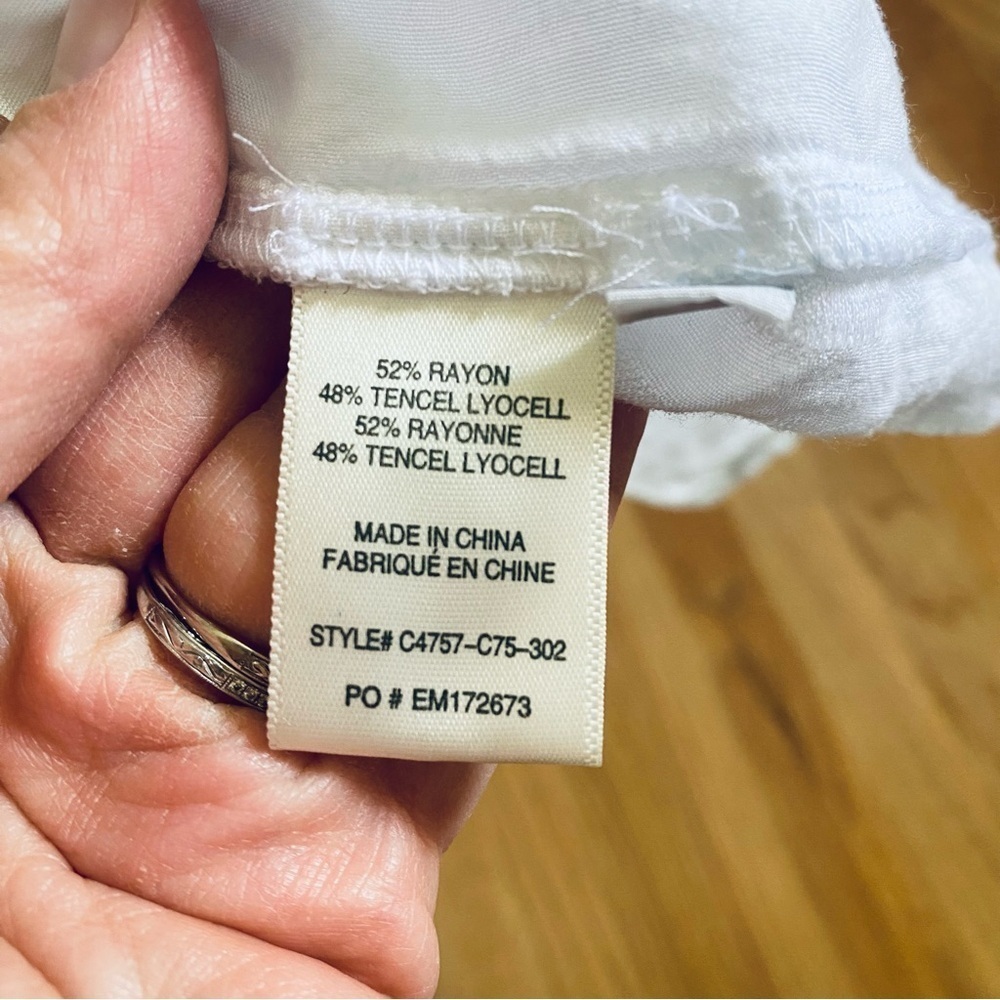 52% RAYON
48% TENCEL LYOCELL
52% RAYONNE
48% TENCEL LYOCELL
MADE IN CHINA
FABRIQUÉ EN CHINE
STYLE# C4757-C75-302
PO # EM172673